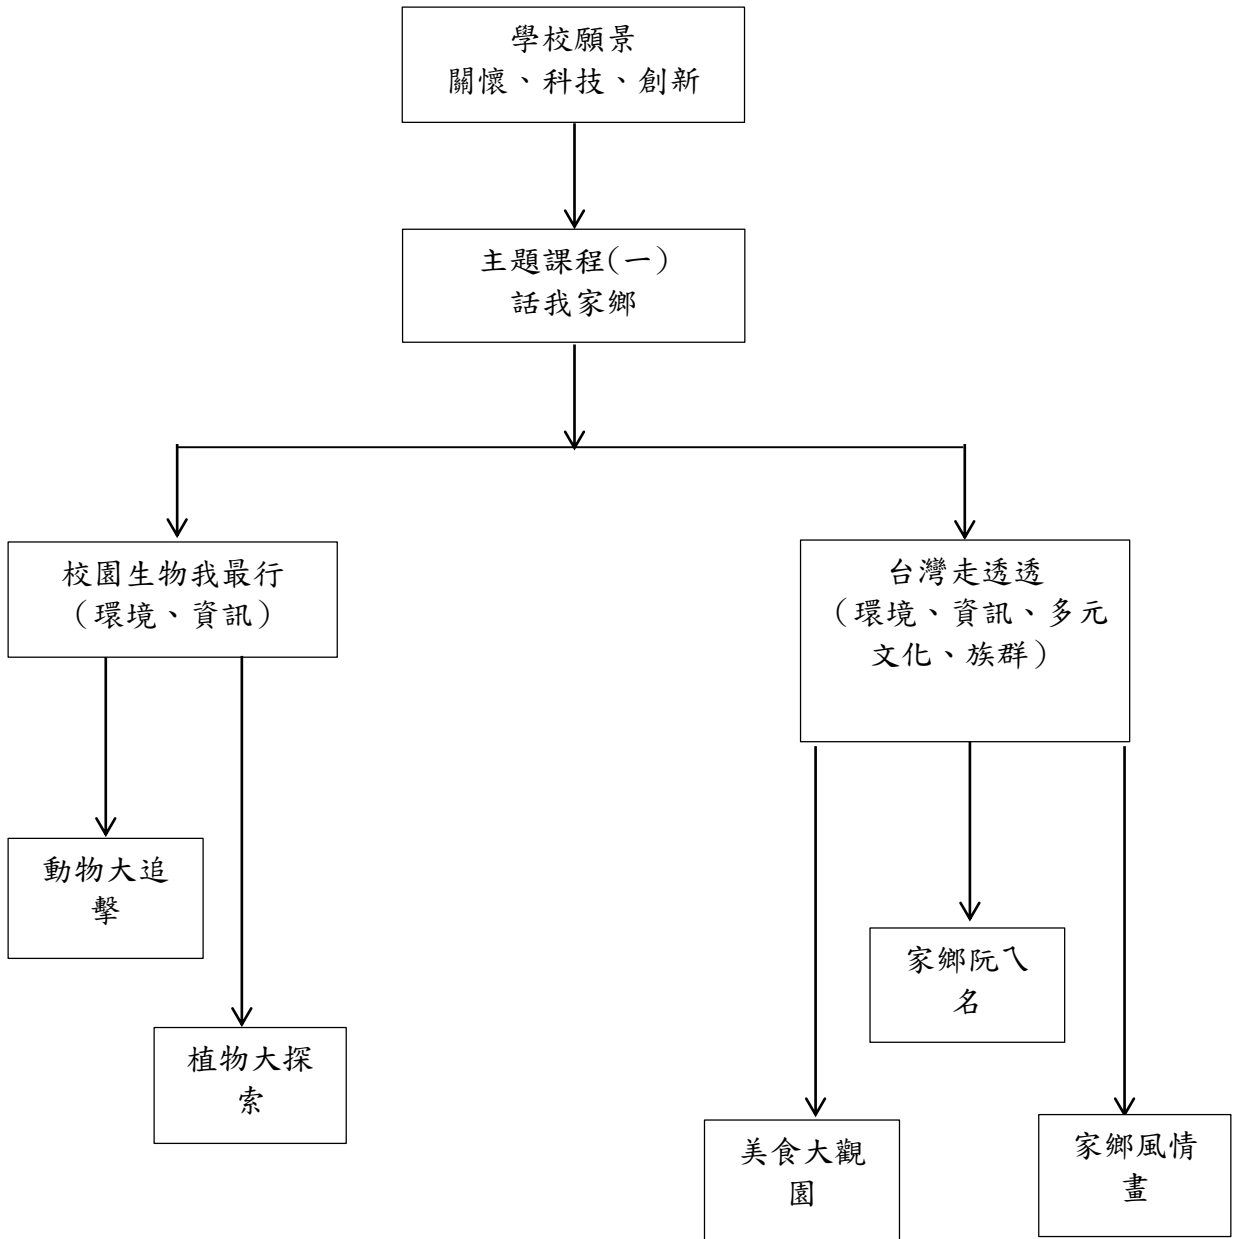 學校願景
關懷、科技、創新
主題課程(一)
話我家鄉
校園生物我最行
(環境、資訊)
台灣走透透
(環境、資訊、多元
文化、族群)
動物大追
擊
家鄉阮ㄟ
名
植物大探
索
美食大觀
園
家鄉風情
畫